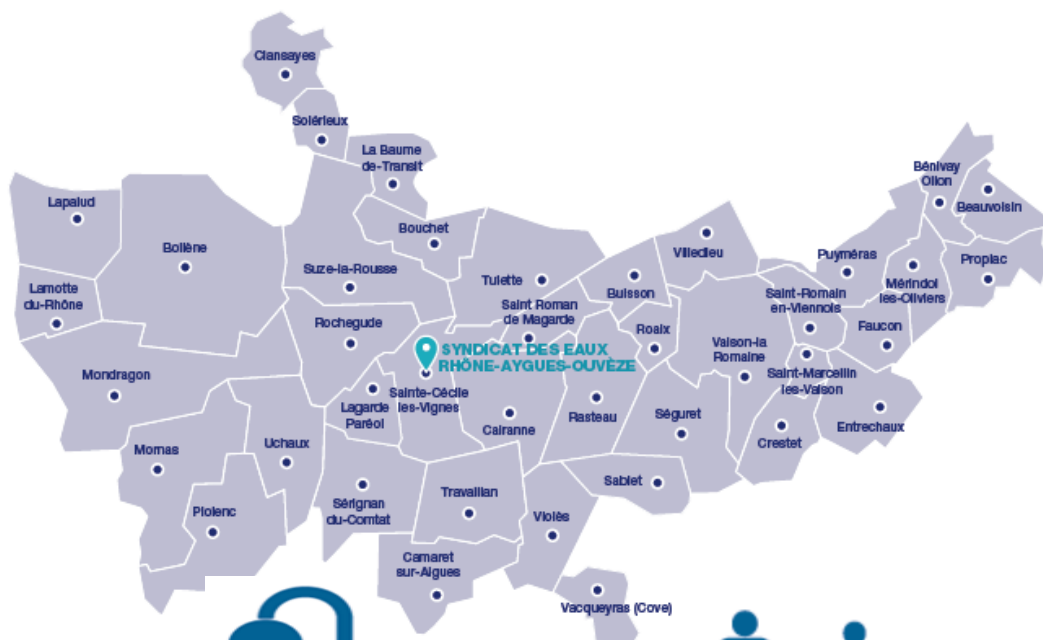 Clansayes
Solérieux
La Baume
de-Transit
Bénivay
Ollon
Beauvoisin
Lapalud
Bollène
Bouchet
Villedieu
Puyméras
Propiac
Suze-la-Rousse
Tulette
Buisson
Mérindol
les-Oliviers
Lamotte
du-Rhône
Saint-Romain
en-Viennois
Saint Roman
de Magarde
Rochegude
Roaix
Faucon
Vaison-la
Romaine
SYNDICAT DES EAUX
RHÔNE-AYGUES-OUVÈZE
Saint-Marcellin
les-Vaison
Mondragon
Sainte-Cécile
les-Vignes
Lagarde
Paréol
Cairanne
Rasteau
Séguret
Entrechaux
Crestet
Mornas
Uchaux
Sablet
Travaillan
Sérignan
du-Comtat
Piolenc
Violès
Camaret
sur-Aigues
Vacqueyras (Cove)